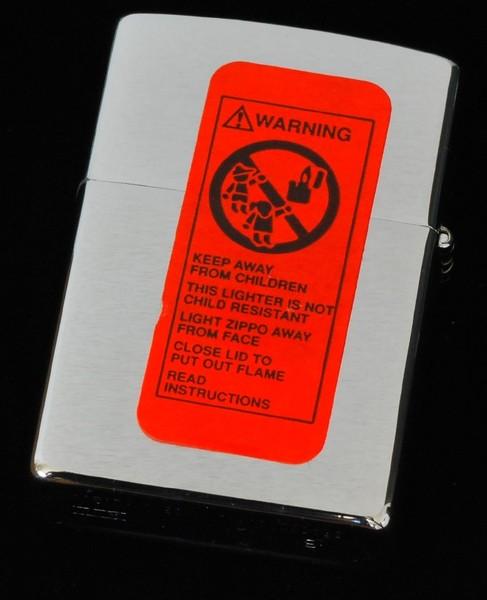 WARNING
KEEP AWAY
FROM CHILDREN
THIS LIGHTER IS NOT
CHILD RESISTANT
LIGHT ZIPPO AWAY
FROM FACE
CLOSE LID TO
PUT OUT FLAME
READ
INSTRUCTIONS